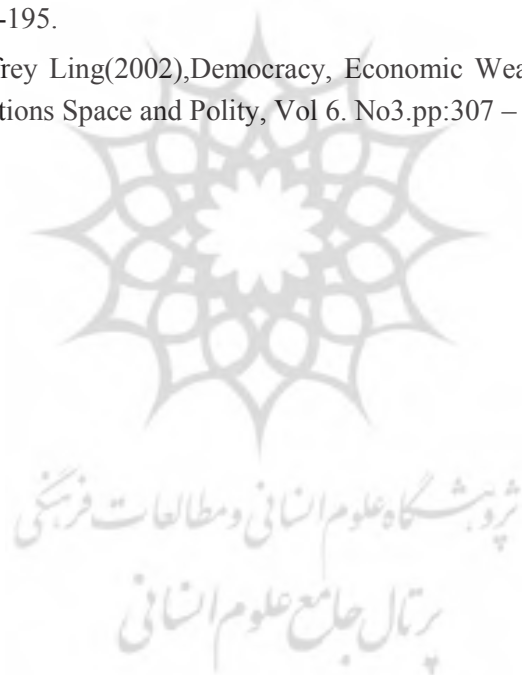 -195.
frey Ling(2002),Democracy, Economic Wea
tions Space and Polity, Vol 6. No3.pp:307 –
پژوهشگاه علوم انسانی و مطالعات فرهنگی
پرتال جامع علوم انسانی